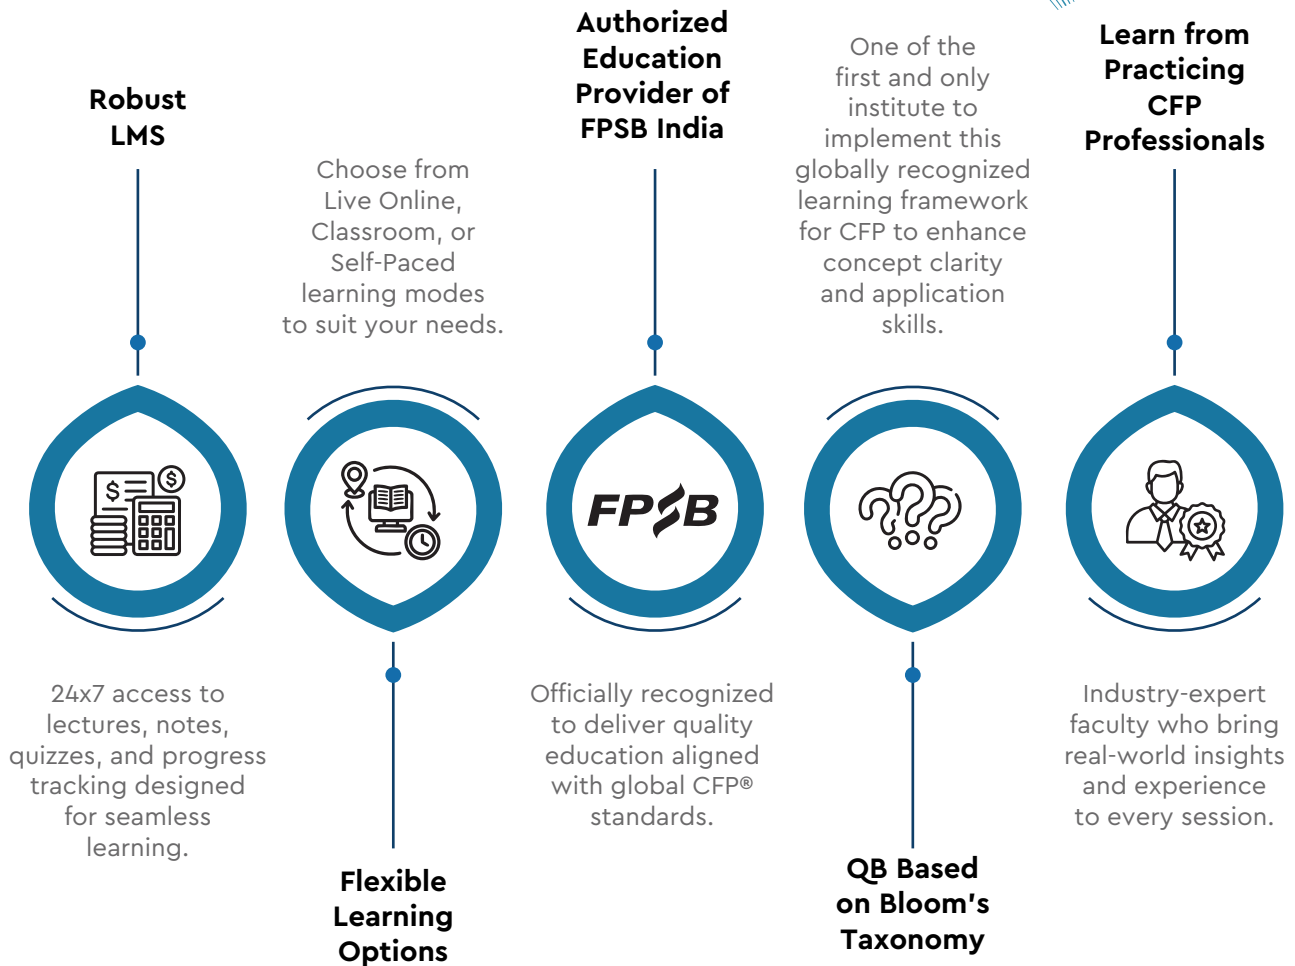 Robust
LMS
24x7 access to
lectures, notes,
quizzes, and progress
tracking designed
for seamless
learning.
Choose from
Live Online,
Classroom, or
Self-Paced
learning modes
to suit your needs.
Flexible
Learning
Options
Authorized
Education
Provider of
FPSB India
FPSB
Officially recognized
to deliver quality
education aligned
with global CFP®
standards.
One of the
first and only
institute to
implement this
globally recognized
learning framework
for CFP to enhance
concept clarity
and application
skills.
QB Based
on Bloom's
Taxonomy
Learn from
Practicing
CFP
Professionals
Industry-expert
faculty who bring
real-world insights
and experience
to every session.